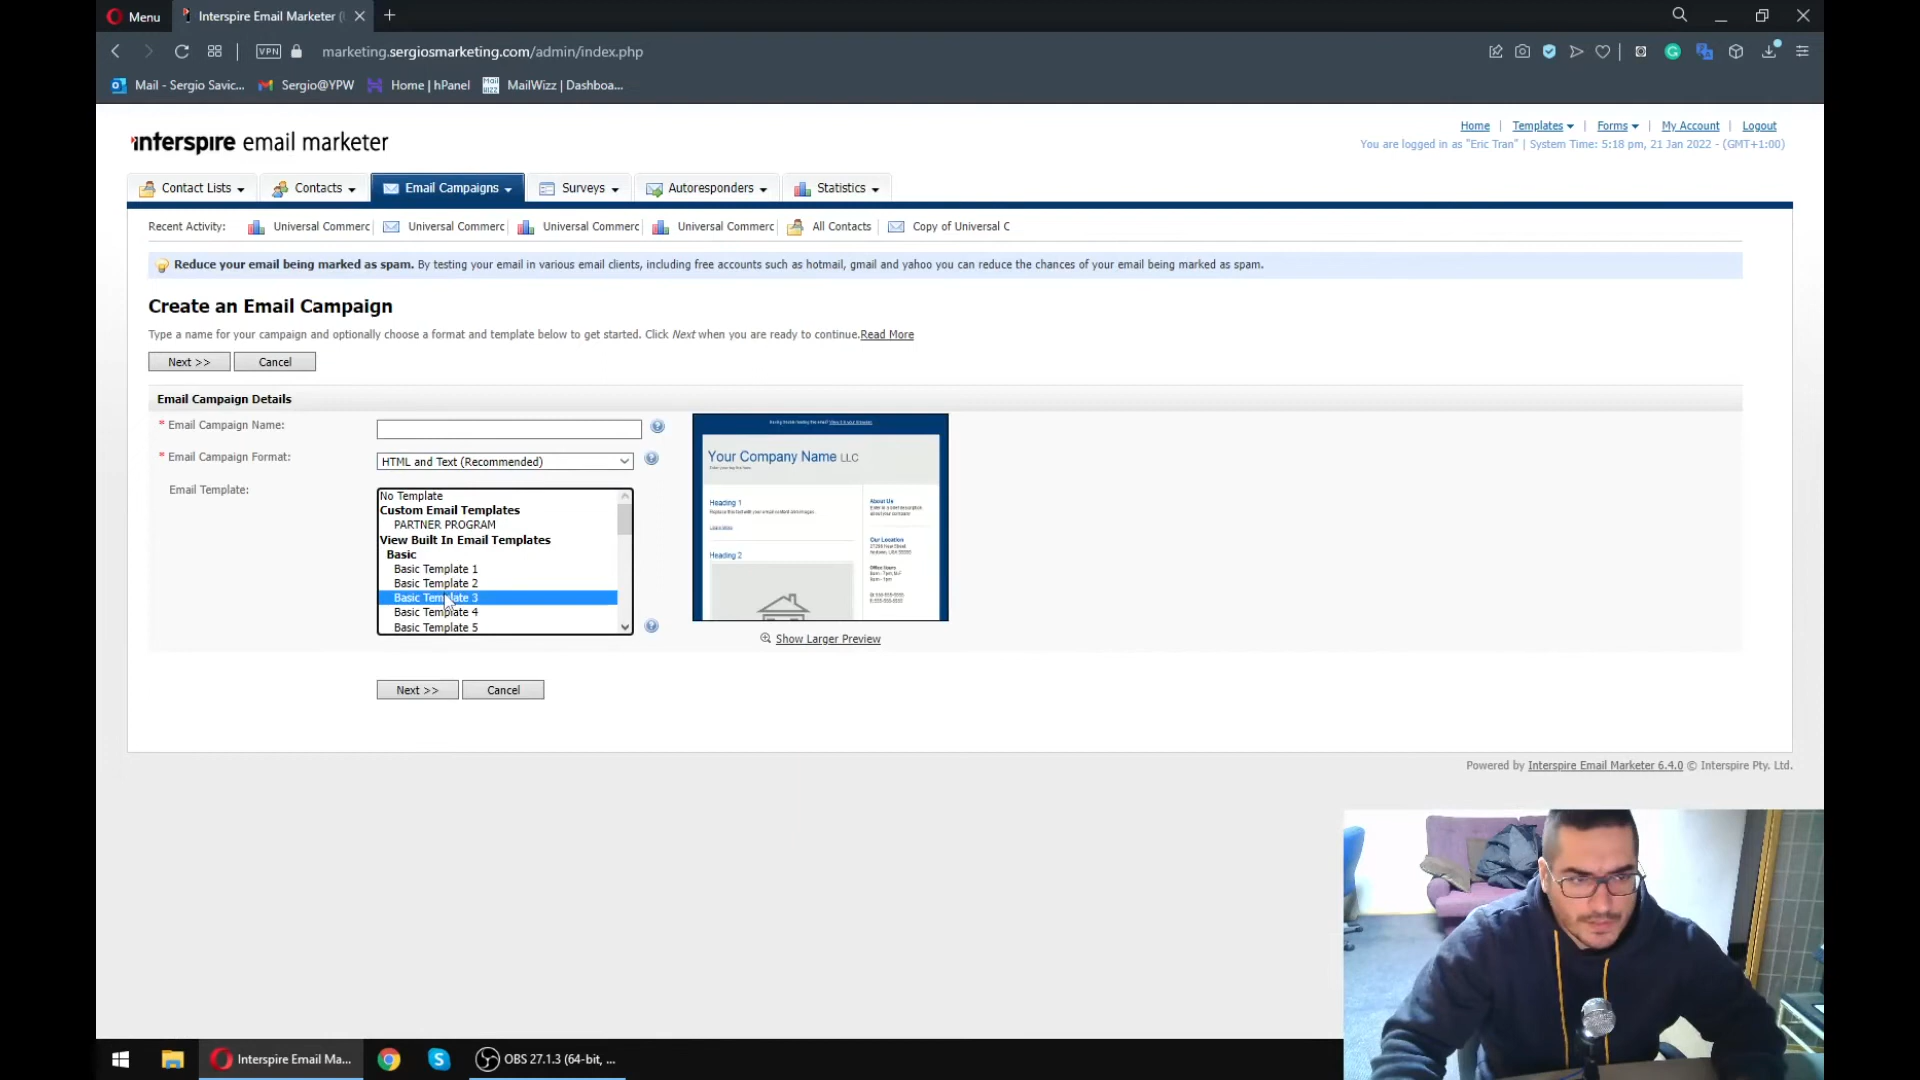 Menu
Interspire Email Marketer (
VPN
marketing.sergiosmarketing.com/admin/index.php
Mail - Sergio Savic...
Sergio@YPW
Home | hPanel
MailWizz | Dashboa...
interspire email marketer
Home | Templates | Forms | My Account | Logout
You are logged in as "Eric Tran" | System Time: 5:18 pm, 21 Jan 2022 - (GMT+1:00)
Contact Lists
Contacts
Email Campaigns
Surveys
Autoresponders
Statistics
Recent Activity:
Universal Commerc
Universal Commerc
Universal Commerc
Universal Commerc
All Contacts
Copy of Universal C
Reduce your email being marked as spam. By testing your email in various email clients, including free accounts such as hotmail, gmail and yahoo you can reduce the chances of your email being marked as spam.
Create an Email Campaign
Type a name for your campaign and optionally choose a format and template below to get started. Click Next when you are ready to continue.Read More
Next >>
Cancel
Email Campaign Details
* Email Campaign Name:
* Email Campaign Format:
HTML and Text (Recommended)
Email Template:
No Template
Custom Email Templates
PARTNER PROGRAM
View Built In Email Templates
Basic
Basic Template 1
Basic Template 2
Basic Template 3
Basic Template 4
Basic Template 5
Your Company Name LLC
Heading 1
Heading 2
About Us
Our Location
Office Hours
Show Larger Preview
Next >>
Cancel
Powered by Interspire Email Marketer 6.4.0 © Interspire Pty. Ltd.
Interspire Email Ma...
OBS 27.1.3 (64-bit, ...